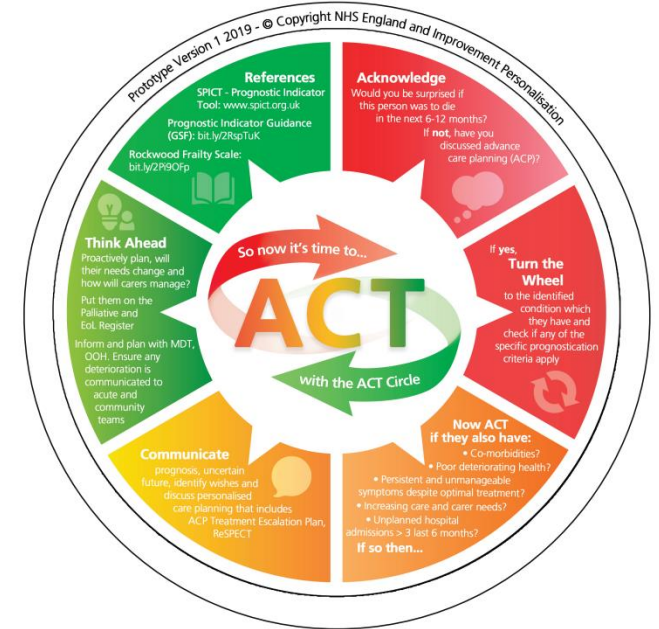 Prototype Version 1 2019 - © Copyright NHS England and Improvement Personalisation
Acknowledge
Would you be surprised if
this person was to die
in the next 6-12 months?
If not, have you
discussed advance
care planning (ACP)?
If yes,
Turn the
Wheel
to the identified
condition which
they have and
check if any of the
specific prognostication
criteria apply
Now ACT
if they also have:
• Co-morbidities?
• Poor deteriorating health?
• Persistent and unmanageable
symptoms despite optimal treatment?
• Increasing care and carer needs?
• Unplanned hospital
admissions > 3 last 6 months?
If so then...
Communicate
prognosis, uncertain
future, identify wishes and
discuss personalised
care planning that includes
ACP Treatment Escalation Plan,
ReSPECT
Think Ahead
Proactively plan, will
their needs change and
how will carers manage?
Put them on the
Palliative and
EoL Register
Inform and plan with MDT,
OOH. Ensure any
deterioration is
communicated to
acute and
community
teams
References
SPICT - Prognostic Indicator
Tool: www.spict.org.uk
Prognostic Indicator Guidance
(GSF): bit.ly/2RspTuK
Rockwood Frailty Scale:
bit.ly/2Pi9OFp
So now it's time to...
ACT
with the ACT Circle